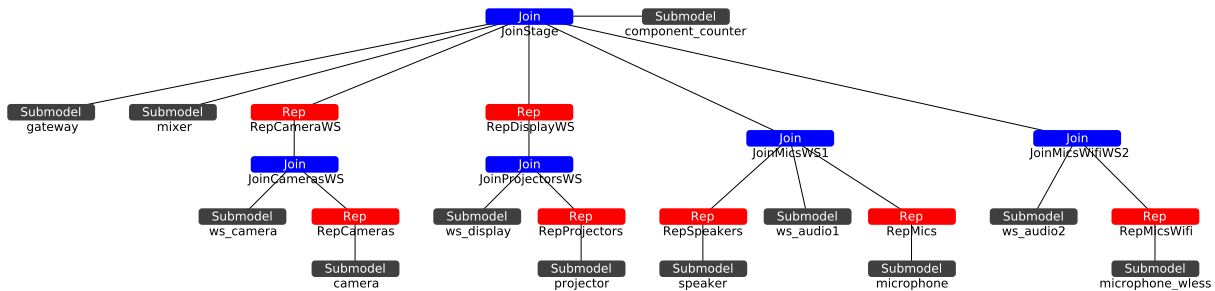 Join
JoinStage
Submodel
component_counter
Submodel
gateway
Submodel
mixer
Rep
RepCameraWS
Rep
RepDisplayWS
Join
JoinMicsWS1
Join
JoinMicsWifiWS2
Join
JoinCamerasWS
Join
JoinProjectorsWS
Submodel
ws_camera
Rep
RepCameras
Submodel
ws_display
Rep
RepProjectors
Rep
RepSpeakers
Submodel
ws_audio1
Rep
RepMics
Submodel
ws_audio2
Rep
RepMicsWifi
Submodel
camera
Submodel
projector
Submodel
speaker
Submodel
microphone
Submodel
microphone_wless